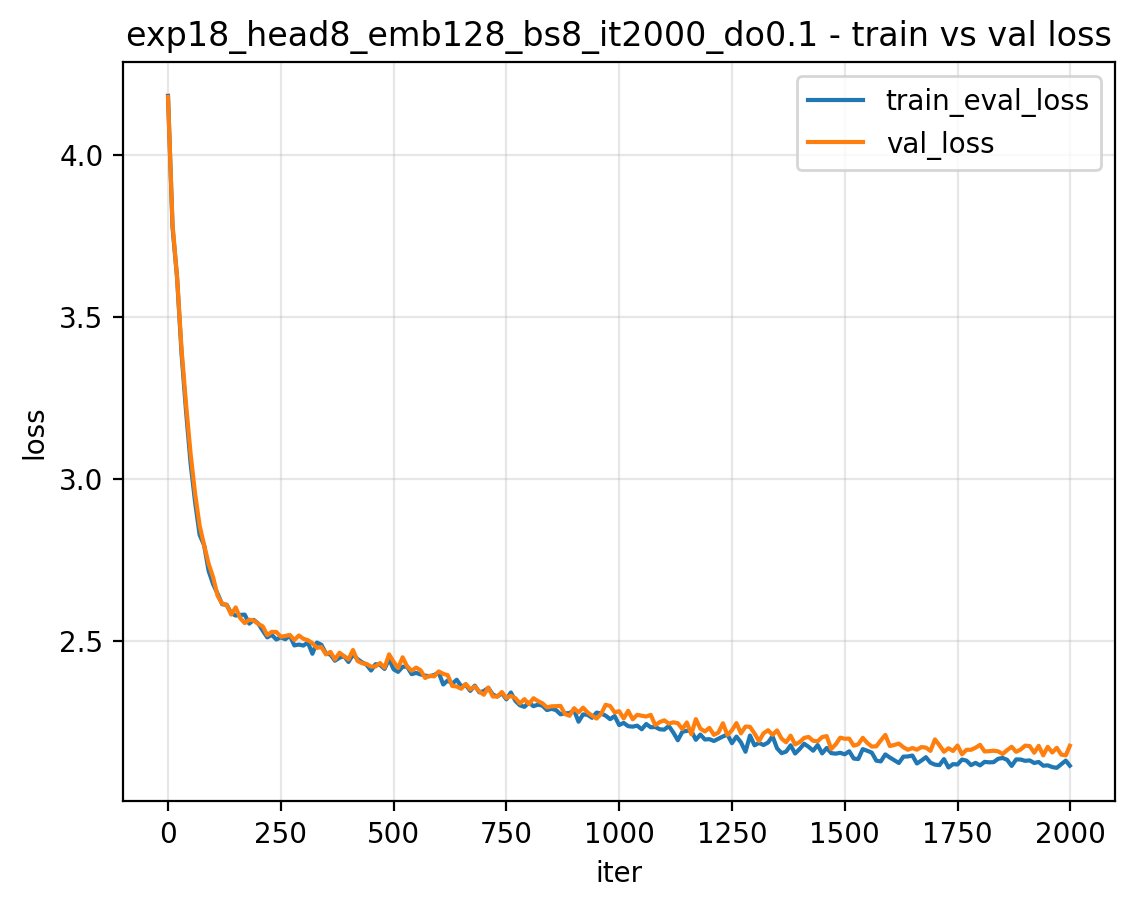 exp18_head8_emb128_bs8_it2000_do0.1 - train vs val loss
train_eval_loss
val_loss
4.0
3.5
3.0
2.5
loss
0 250 500 750 1000 1250 1500 1750 2000
iter